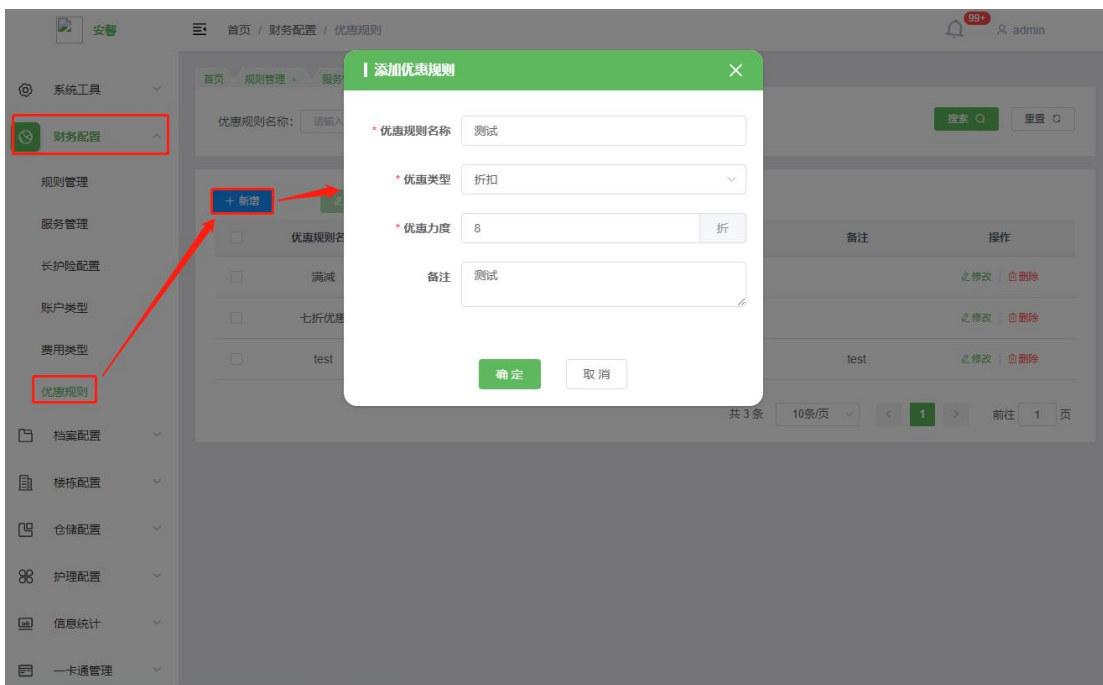 安馨
首页 / 财务配置 / 优惠规则
99+
admin
系统工具
财务配置
规则管理
服务管理
长护险配置
账户类型
费用类型
优惠规则
档案配置
楼栋配置
仓储配置
护理配置
信息统计
一卡通管理
首页 规则管理 × 服务
优惠规则名称： 请输入
搜索 重置
+ 新增
优惠规则名 备注 操作
满减 修改 删除
七折优惠 修改 删除
test test 修改 删除
共 3 条 10条/页 < 1 > 前往 1 页
添加优惠规则
* 优惠规则名称 测试
* 优惠类型 折扣
* 优惠力度 8 折
备注 测试
确 定 取 消